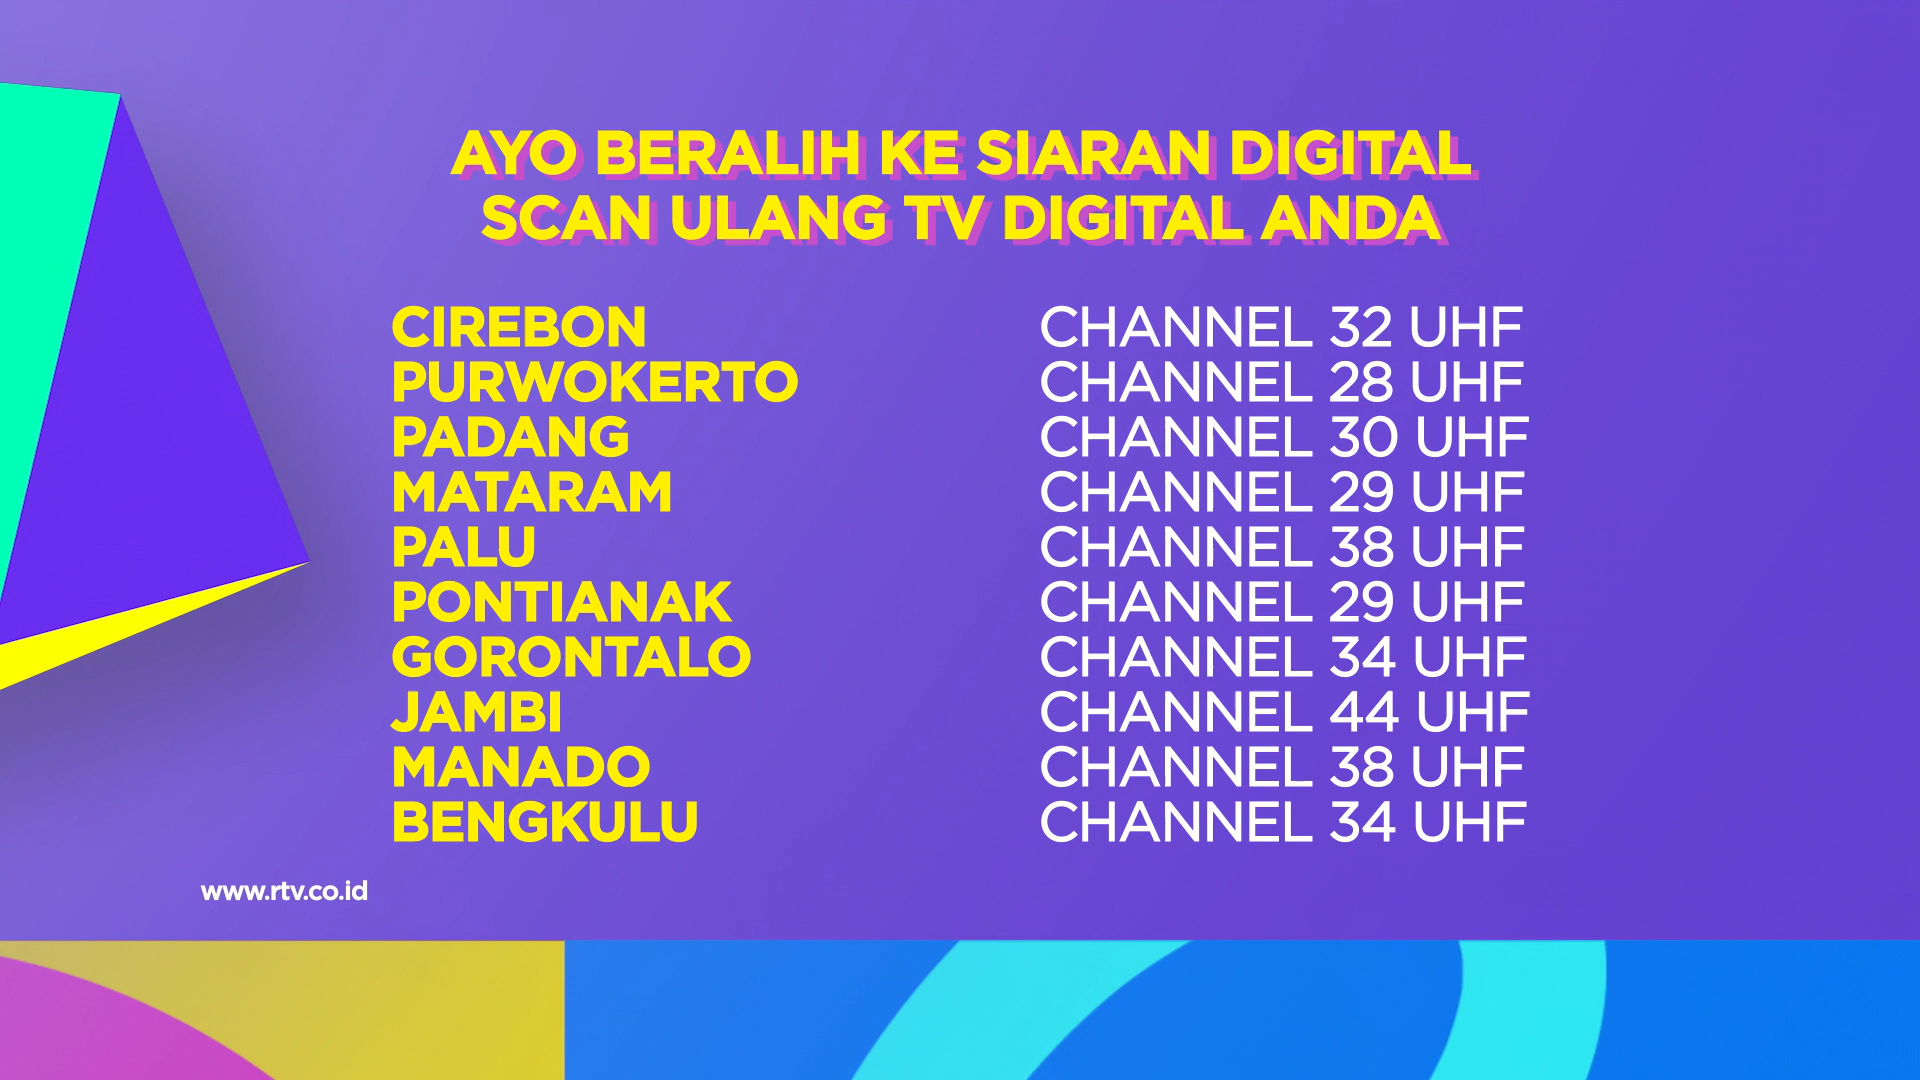 AYO BERALIH KE SIARAN DIGITAL
SCAN ULANG TV DIGITAL ANDA
CIREBON CHANNEL 32 UHF
PURWOKERTO CHANNEL 28 UHF
PADANG CHANNEL 30 UHF
MATARAM CHANNEL 29 UHF
PALU CHANNEL 38 UHF
PONTIANAK CHANNEL 29 UHF
GORONTALO CHANNEL 34 UHF
JAMBI CHANNEL 44 UHF
MANADO CHANNEL 38 UHF
BENGKULU CHANNEL 34 UHF
www.rtv.co.id